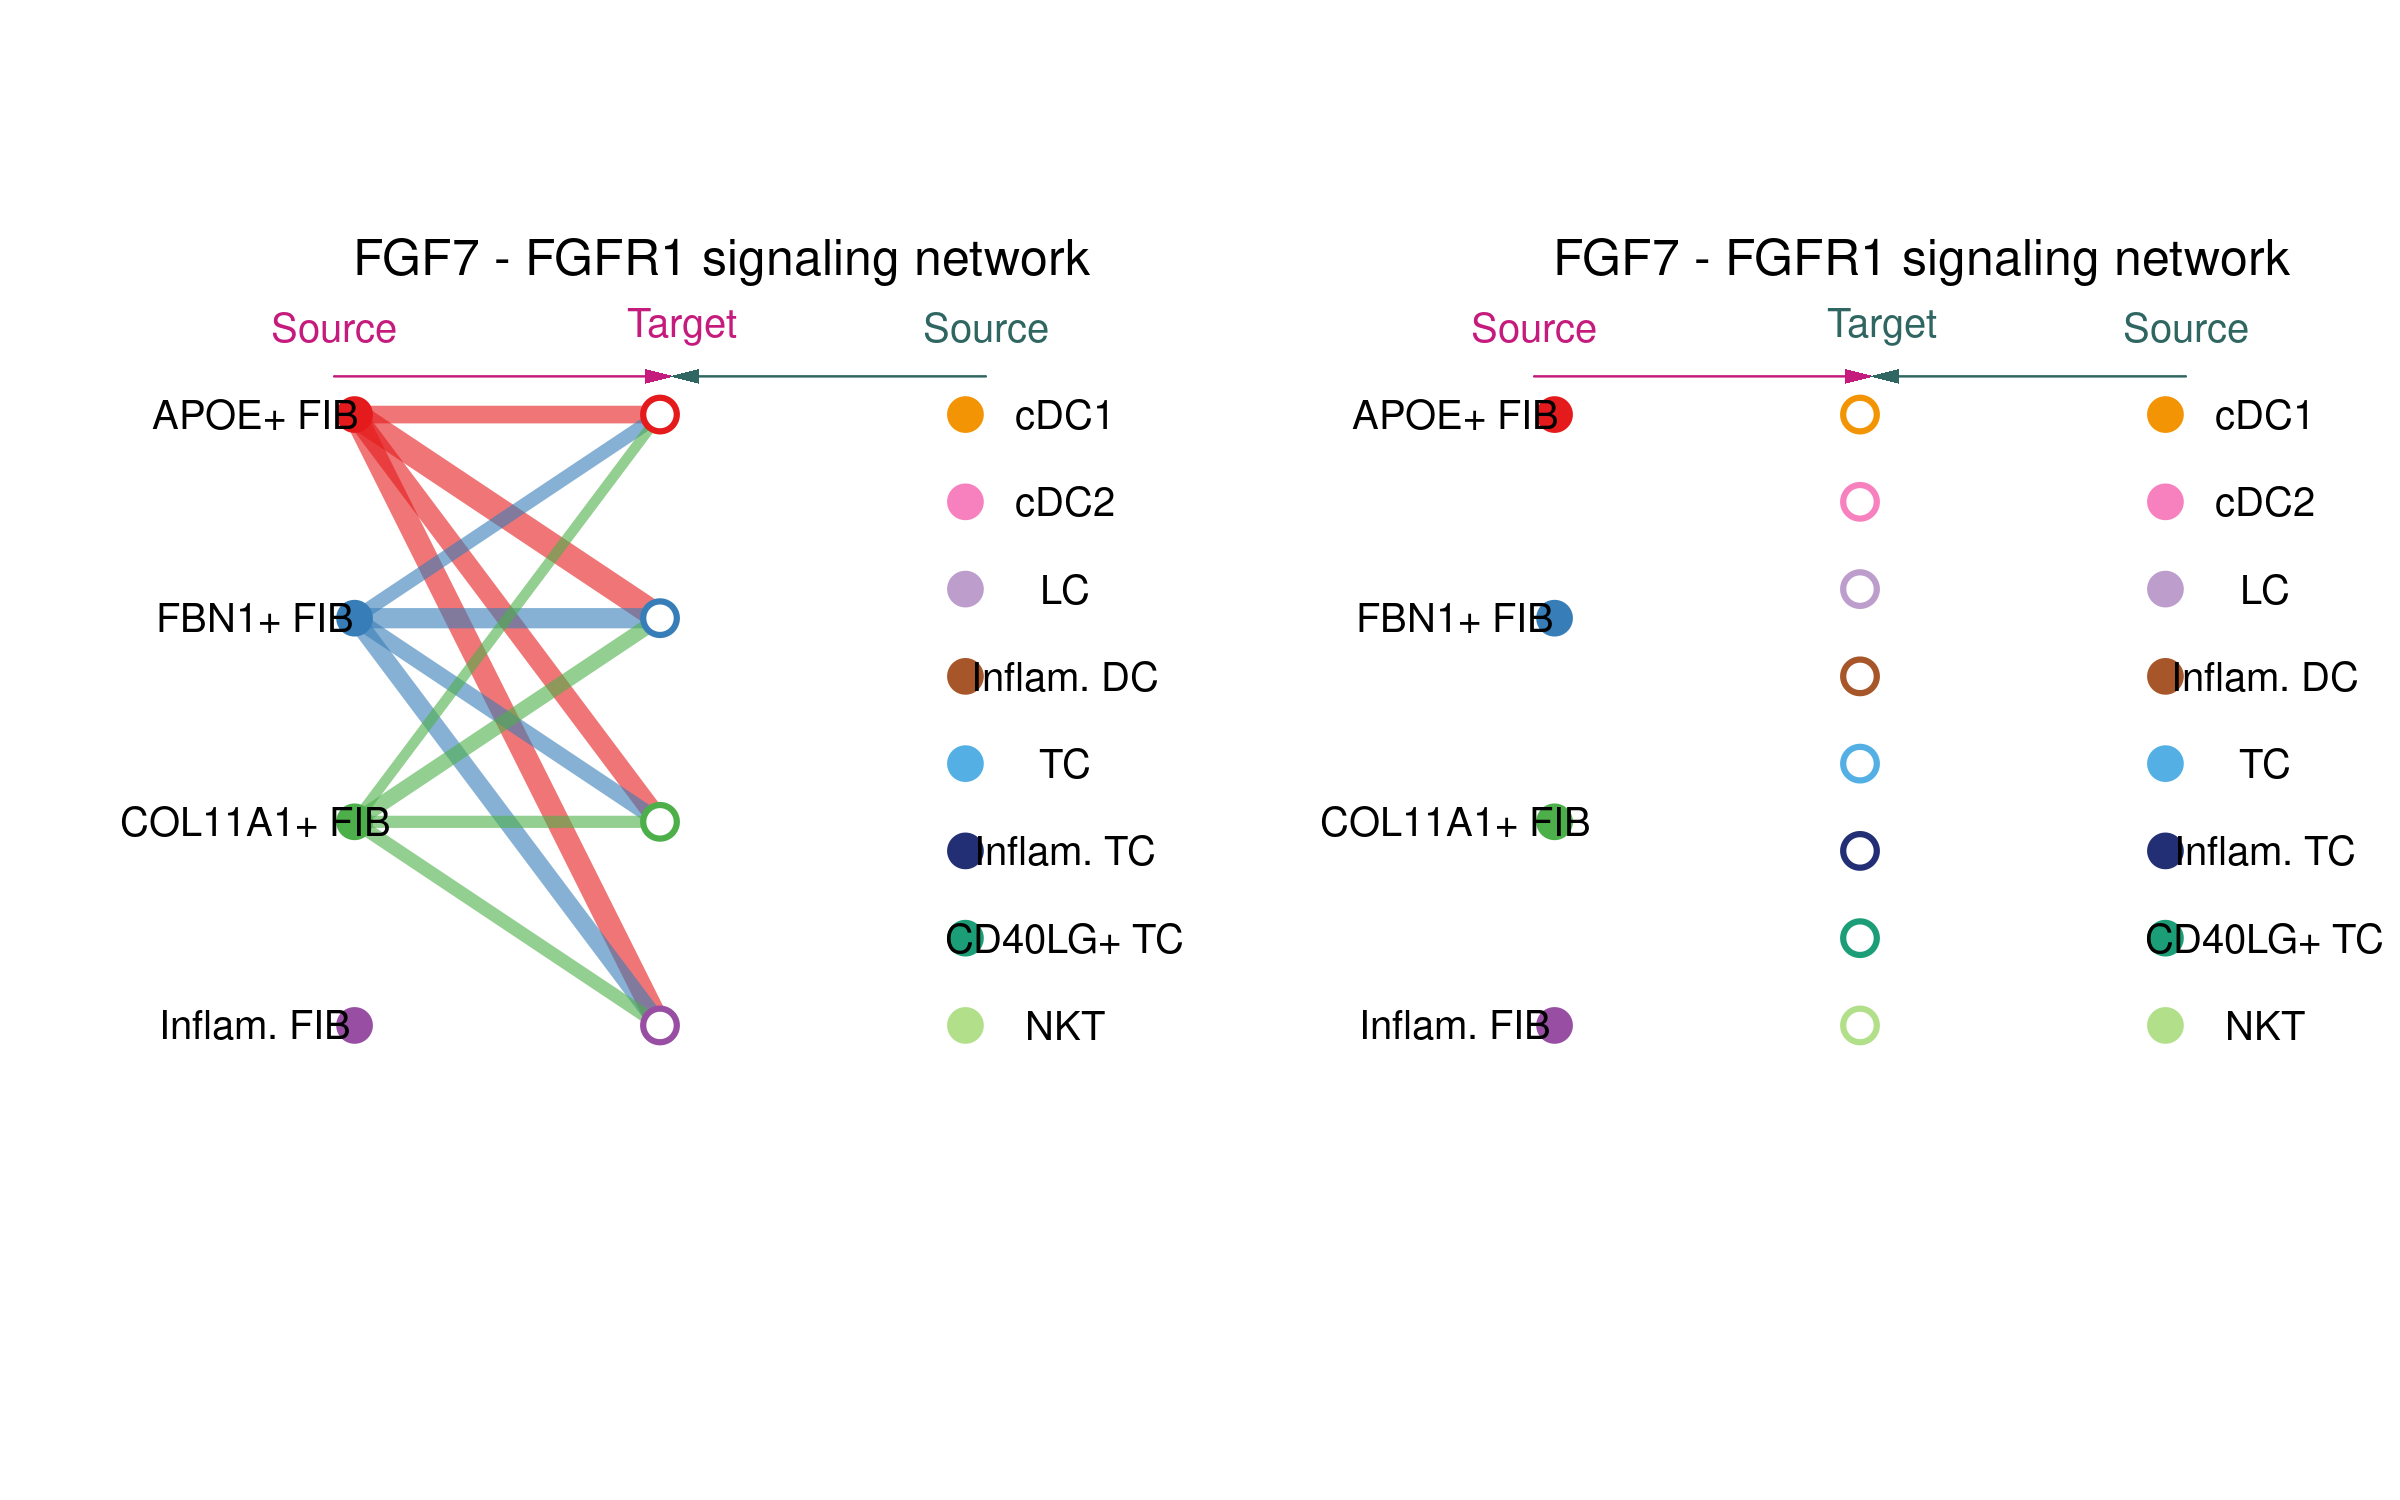 FGF7 - FGFR1 signaling network
Source
Target
Source
APOE+ FIB
FBN1+ FIB
COL11A1+ FIB
Inflam. FIB
cDC1
cDC2
LC
Inflam. DC
TC
Inflam. TC
CD40LG+ TC
NKT
FGF7 - FGFR1 signaling network
Source
Target
Source
APOE+ FIB
FBN1+ FIB
COL11A1+ FIB
Inflam. FIB
cDC1
cDC2
LC
Inflam. DC
TC
Inflam. TC
CD40LG+ TC
NKT